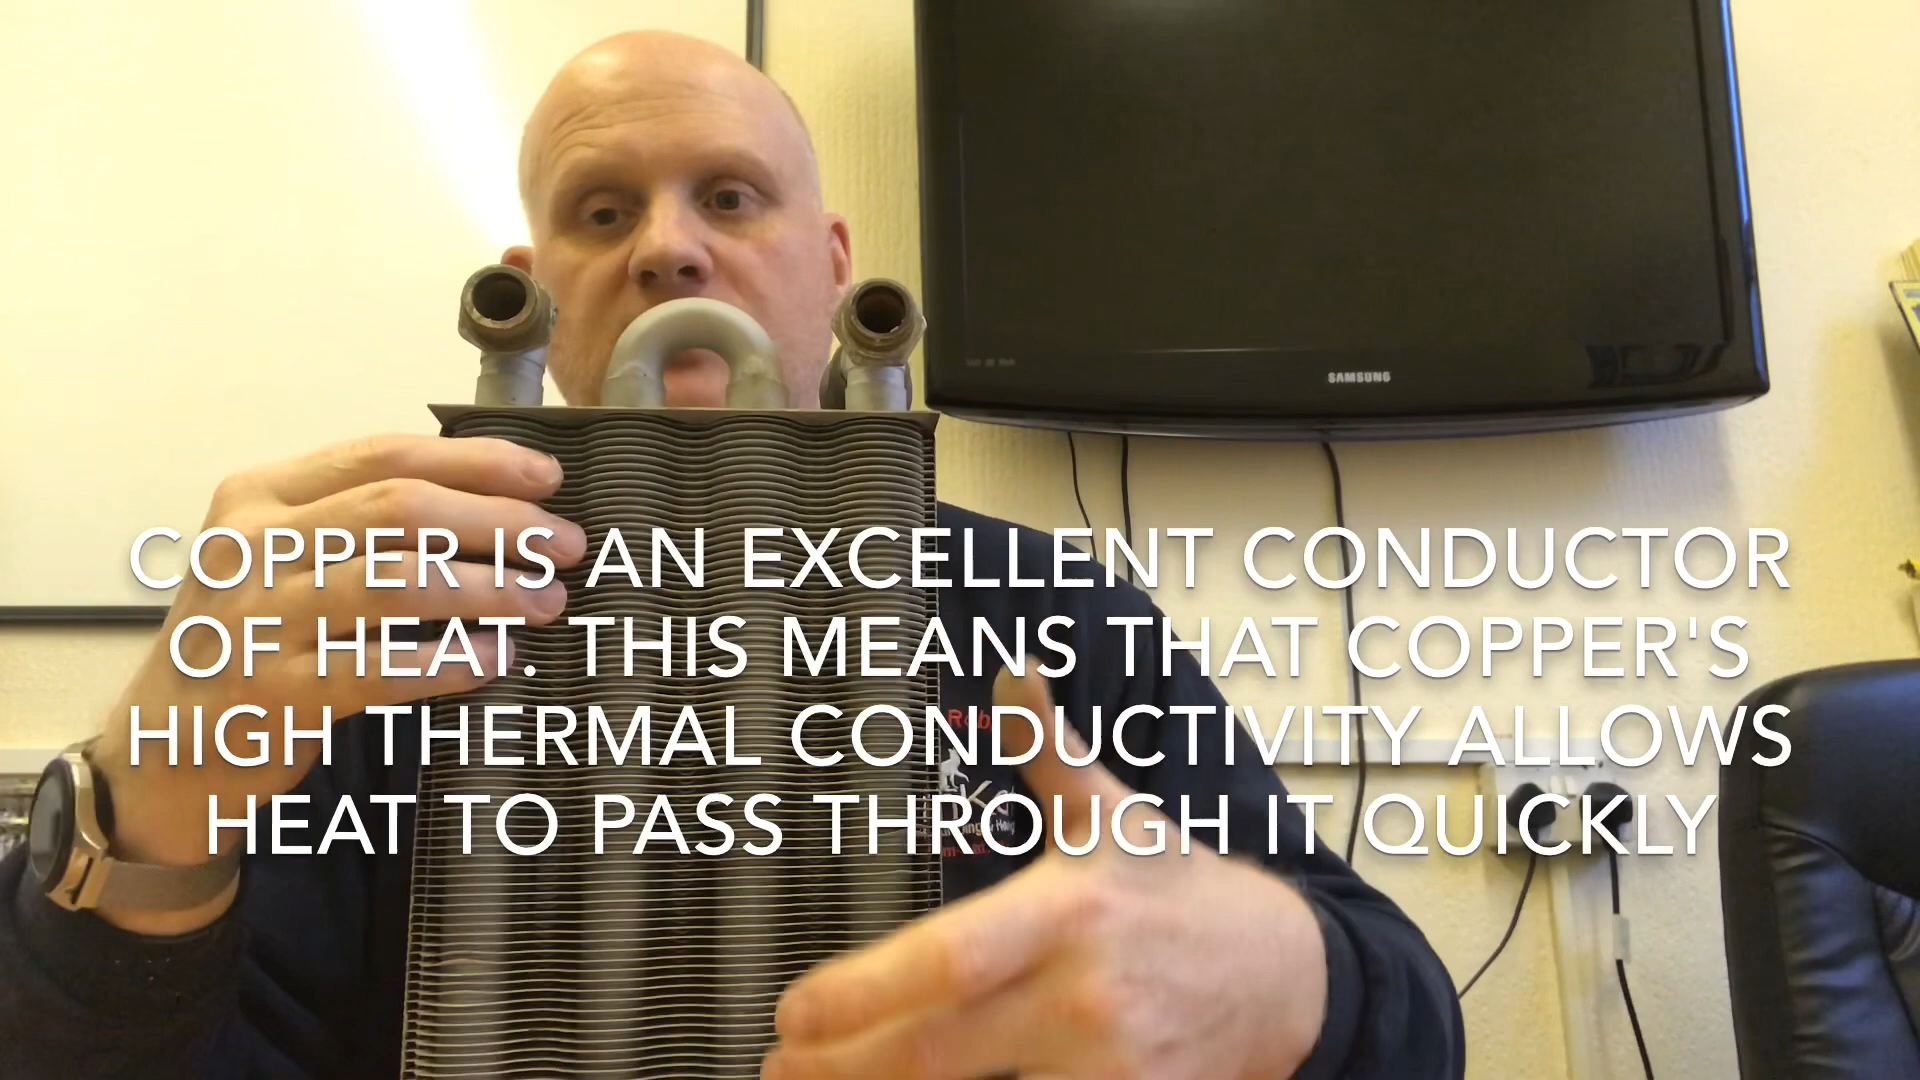 SAMSUNG
COPPER IS AN EXCELLENT CONDUCTOR
OF HEAT. THIS MEANS THAT COPPER'S
HIGH THERMAL CONDUCTIVITY ALLOWS
HEAT TO PASS THROUGH IT QUICKLY
Rob